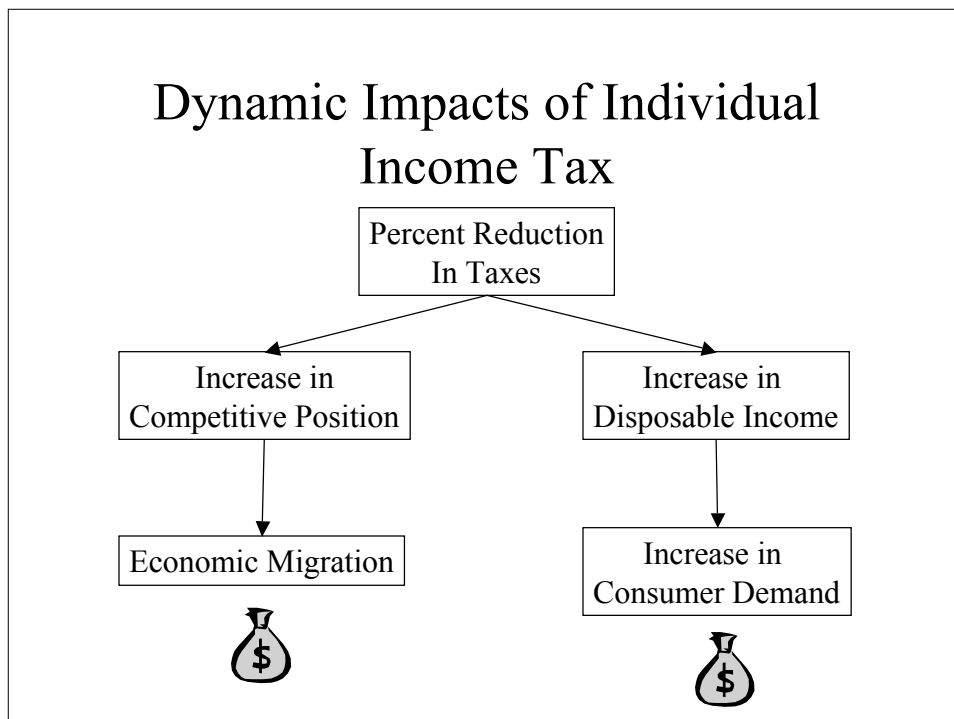 Dynamic Impacts of Individual
Income Tax
Percent Reduction
In Taxes
Increase in
Competitive Position
Increase in
Disposable Income
Economic Migration
Increase in
Consumer Demand
$
$